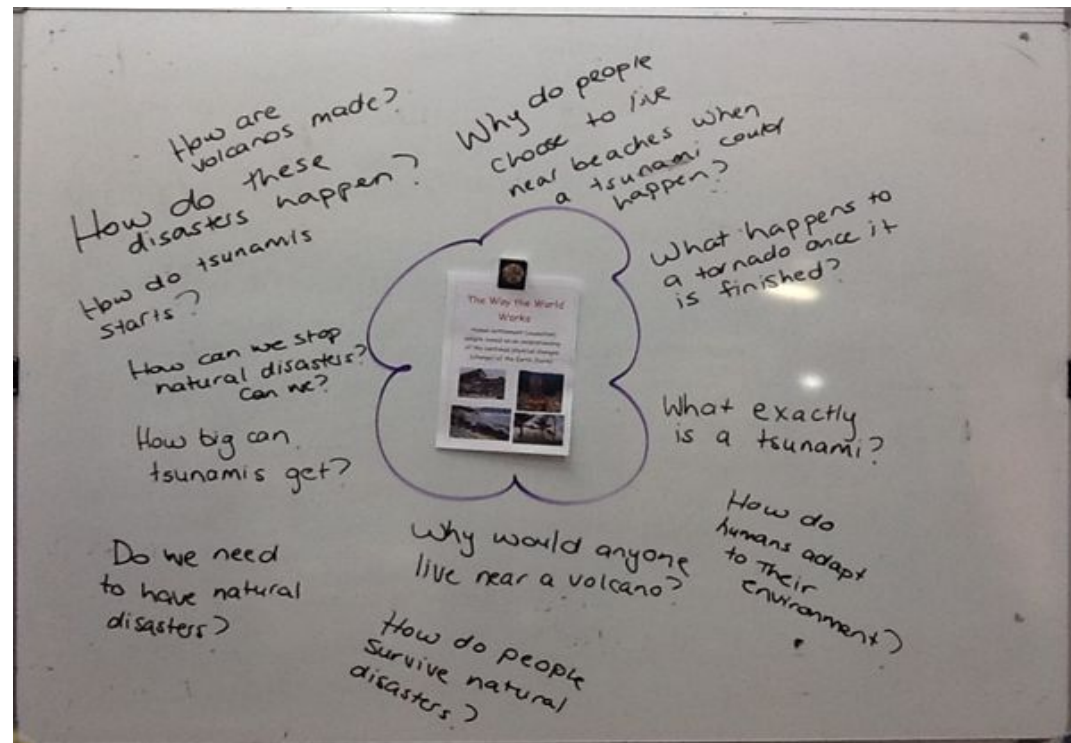 How are
volcanos made?
How do these
disasters happen?
How do tsunamis
starts?
How can we stop
natural disasters?
can we?
How big can
tsunamis get?
Do we need
to have natural
disasters?
Why do people
choose to live
near beaches when
a tsunami could
happen?
What happens to
a tornado once it
is finished?
The Way the World
Works
What exactly
is a tsunami?
How do
humans adapt
to their
environment?
Why would anyone
live near a volcano?
How do people
survive natural
disasters?